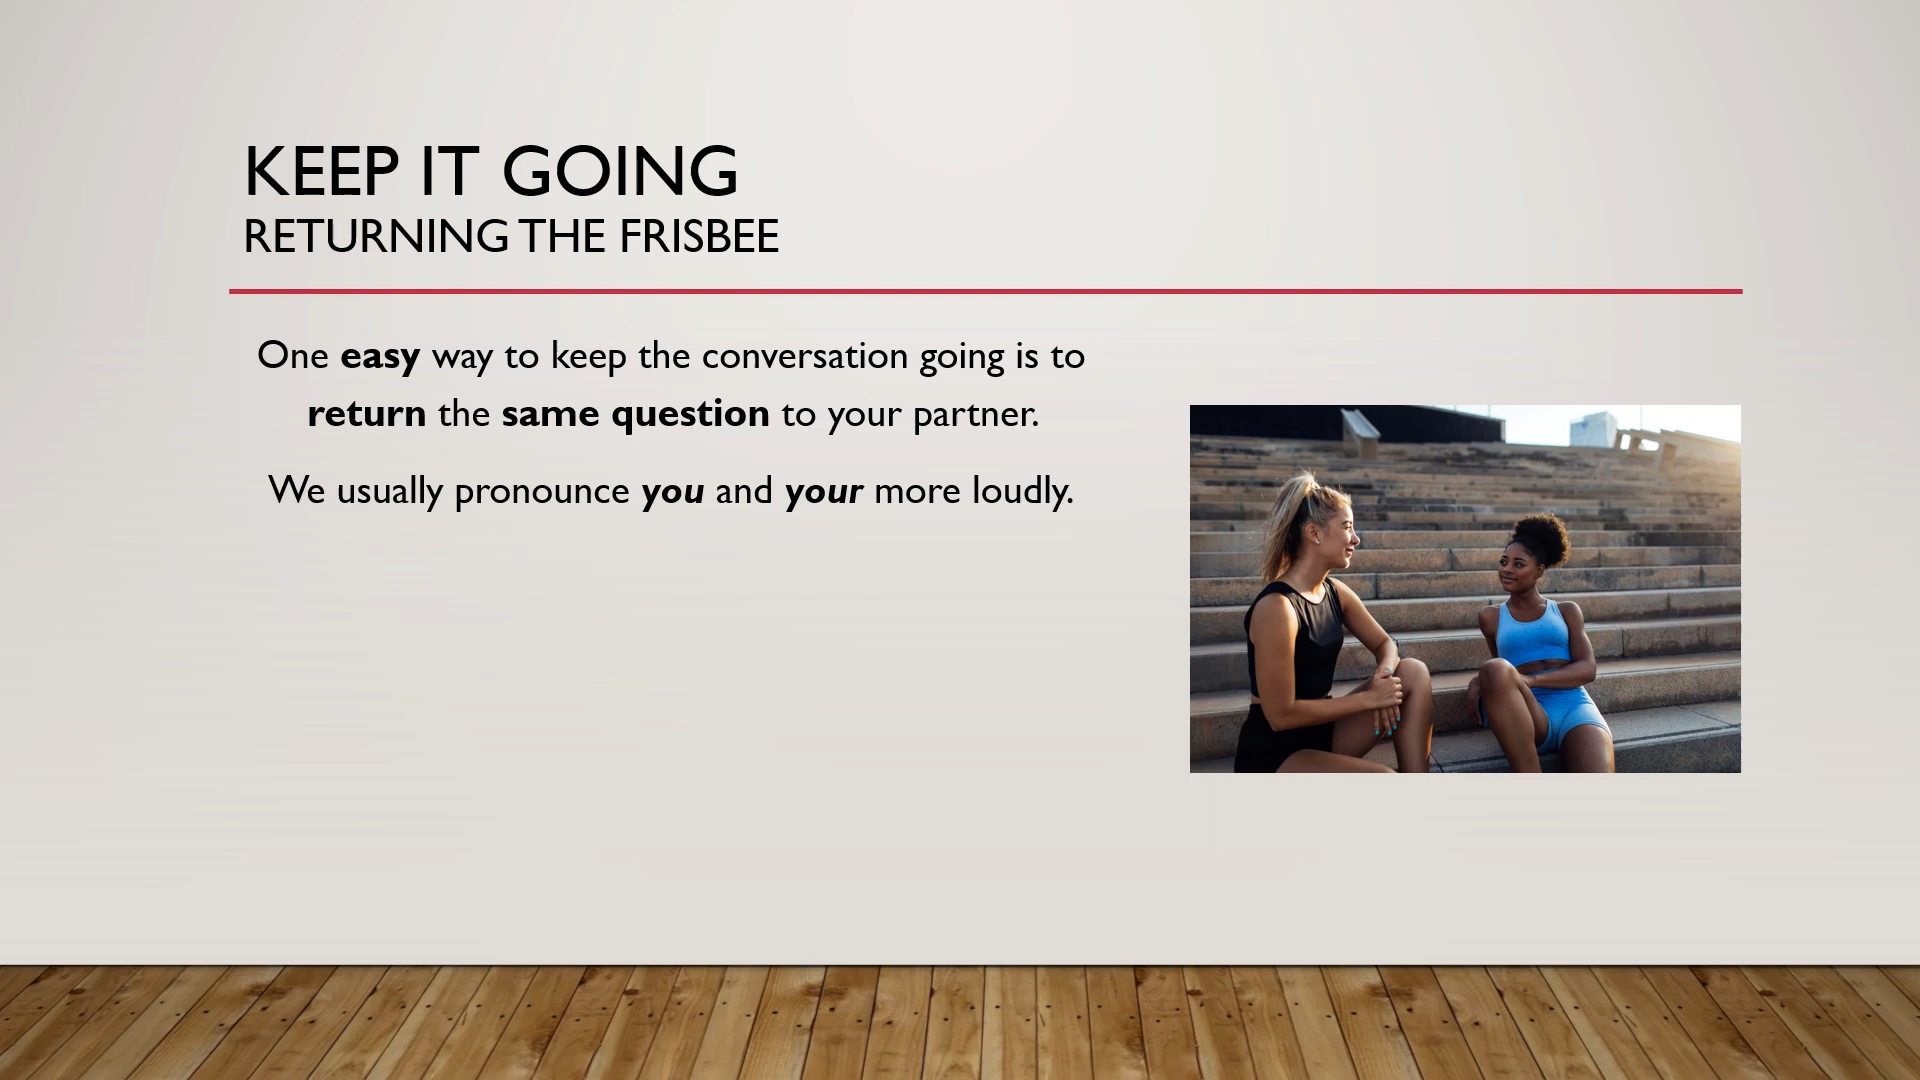 KEEP IT GOING
RETURNING THE FRISBEE
One easy way to keep the conversation going is to
return the same question to your partner.
We usually pronounce you and your more loudly.